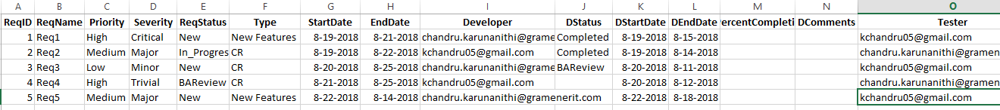 A B C D E F G H I J K L M N O
ReqID ReqName Priority Severity ReqStatus Type StartDate EndDate Developer DStatus DStartDate DEndDate ercentCompleti DComments Tester
1 Req1 High Critical New New Features 8-19-2018 8-21-2018 chandru.karunanithi@grame Completed 8-19-2018 8-15-2018 kchandru05@gmail.com
2 Req2 Medium Major In_Progres CR 8-19-2018 8-22-2018 kchandru05@gmail.com Completed 8-19-2018 8-14-2018 chandru.karunanithi@gramen
3 Req3 Low Minor New CR 8-20-2018 8-25-2018 chandru.karunanithi@grame BAReview 8-20-2018 8-11-2018 kchandru05@gmail.com
4 Req4 High Trivial BAReview CR 8-21-2018 8-25-2018 kchandru05@gmail.com 8-20-2018 8-12-2018 chandru.karunanithi@gramen
5 Req5 Medium Major New New Features 8-22-2018 8-14-2018 chandru.karunanithi@gramenerit.com 8-22-2018 8-18-2018 kchandru05@gmail.com